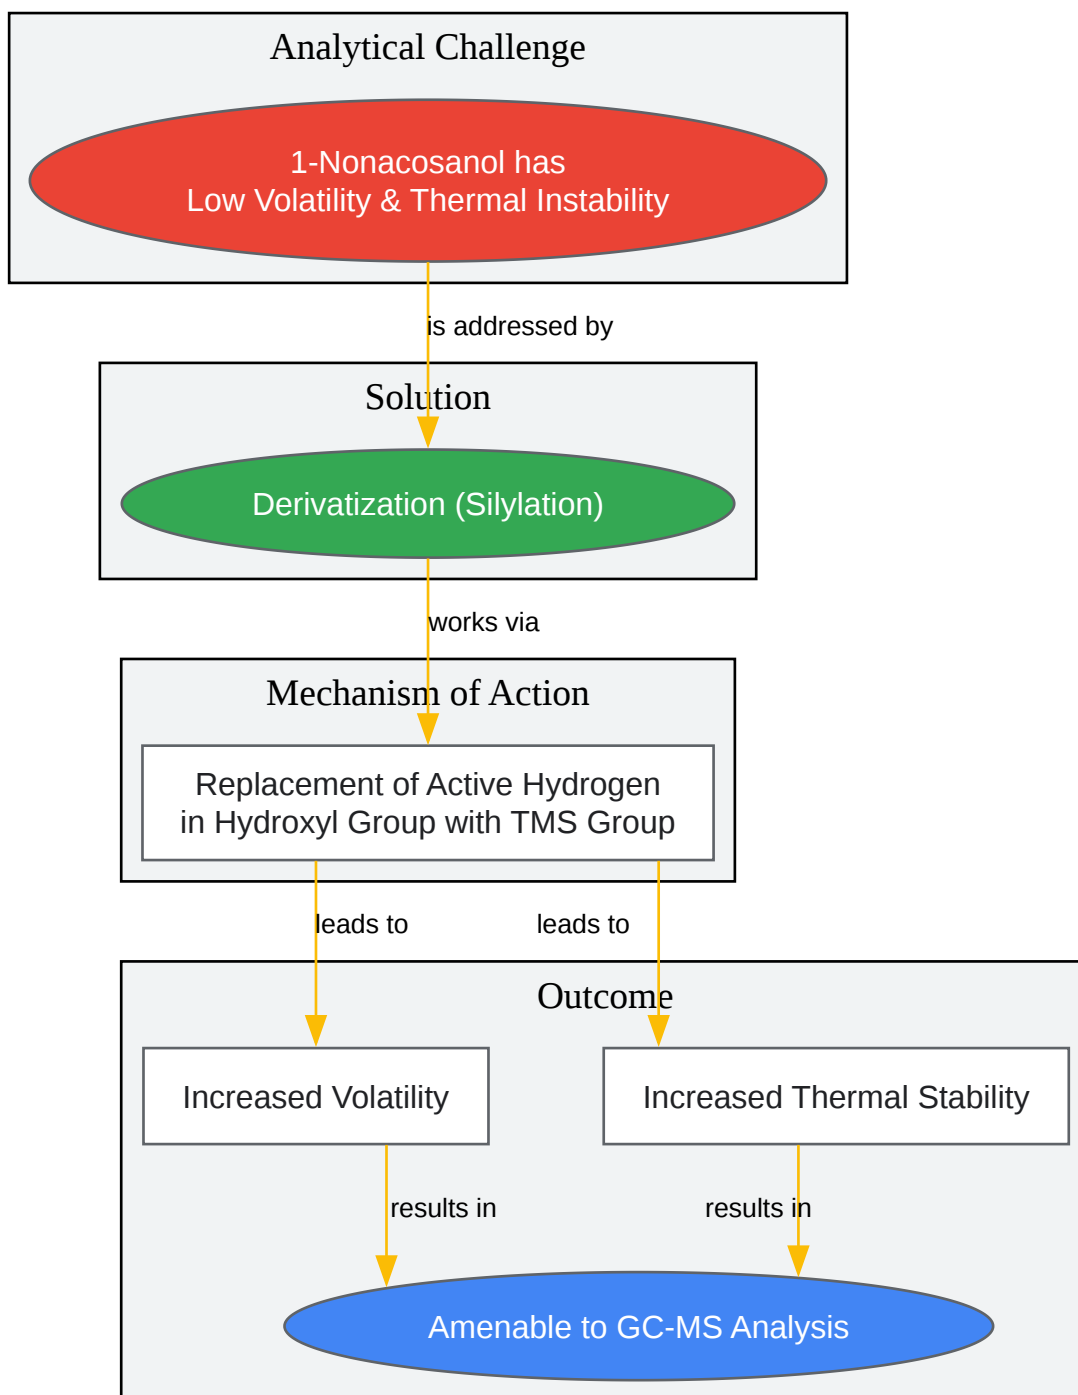 Analytical Challenge
1-Nonacosanol has
Low Volatility & Thermal Instability
is addressed by
Solution
Derivatization (Silylation)
works via
Mechanism of Action
Replacement of Active Hydrogen
in Hydroxyl Group with TMS Group
leads to
leads to
Outcome
Increased Volatility
Increased Thermal Stability
results in
results in
Amenable to GC-MS Analysis